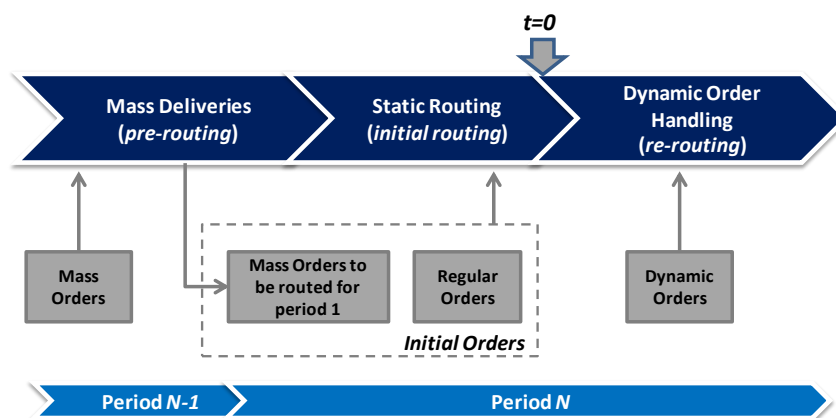 t=0
Mass Deliveries
(pre-routing)
Static Routing
(initial routing)
Dynamic Order
Handling
(re-routing)
Mass
Orders
Mass Orders to
be routed for
period 1
Regular
Orders
Initial Orders
Dynamic
Orders
Period N-1
Period N